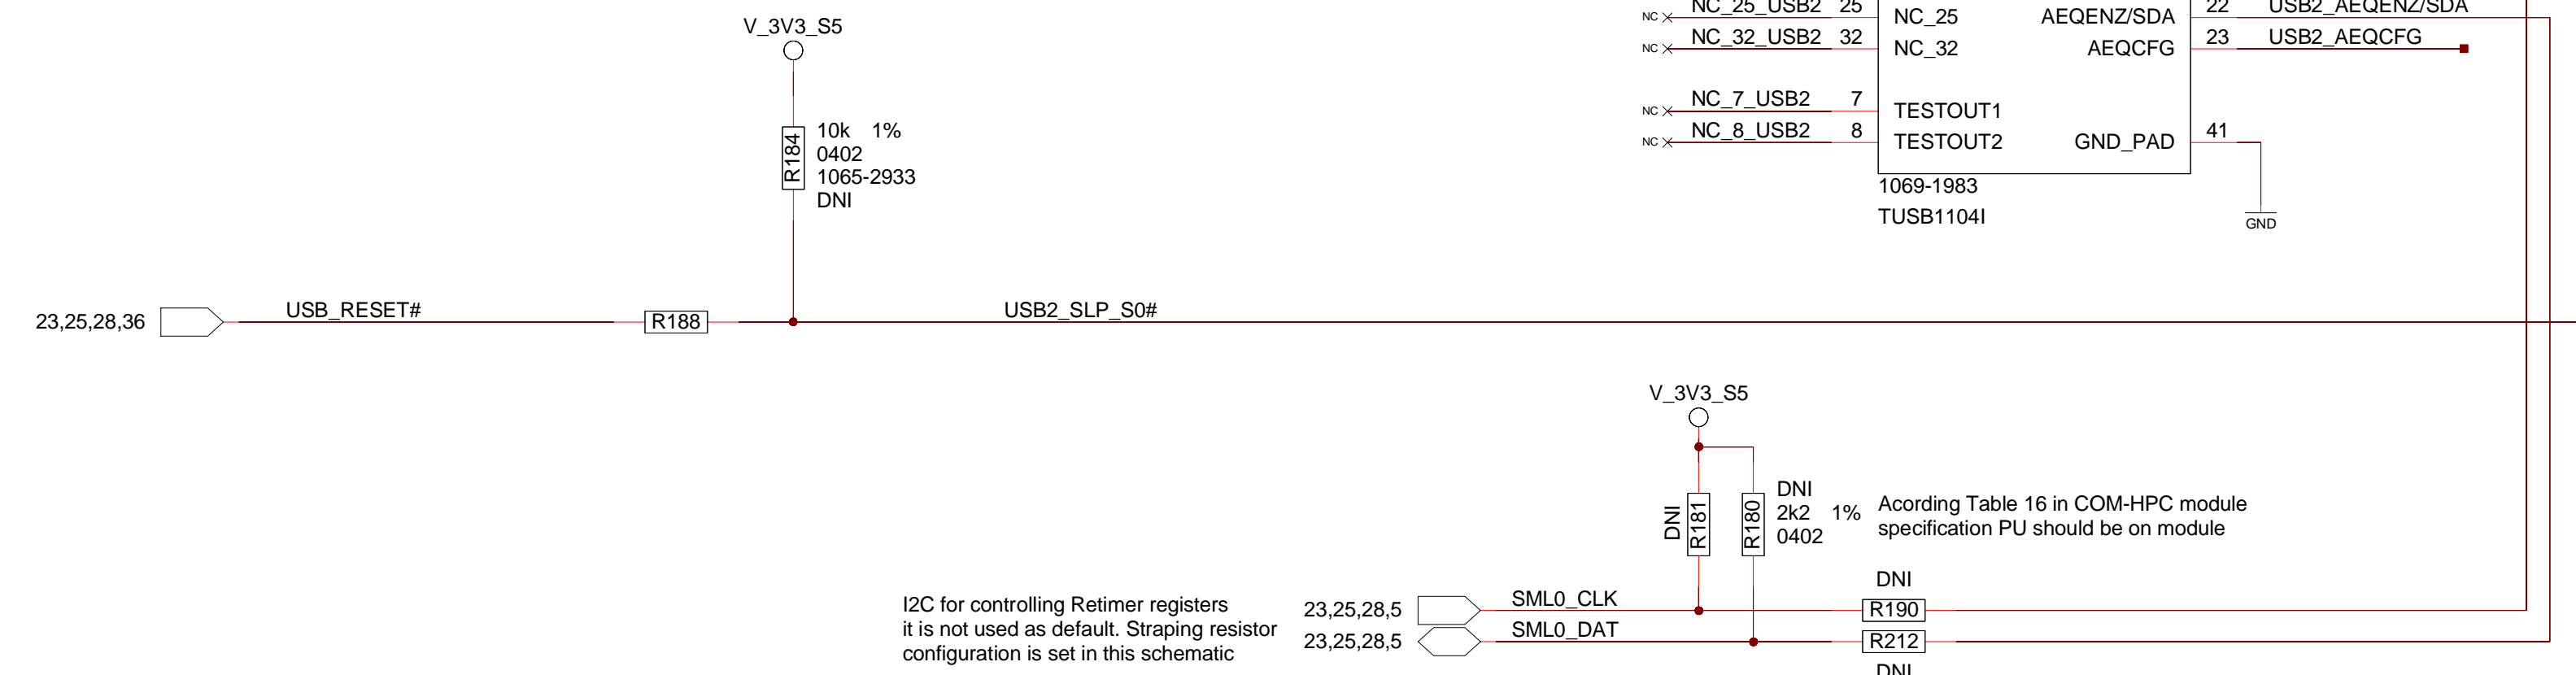 V_3V3_S5
R184
10k 1%
0402
1065-2933
DNI
23,25,28,36
USB_RESET#
R188
USB2_SLP_S0#
NC
NC_25_USB2 25
NC_25
AEQENZ/SDA
22
USB2_AEQENZ/SDA
NC
NC_32_USB2 32
NC_32
AEQCFG
23
USB2_AEQCFG
NC
NC_7_USB2 7
TESTOUT1
NC
NC_8_USB2 8
TESTOUT2
GND_PAD
41
GND
1069-1983
TUSB1104I
V_3V3_S5
DNI
R181
R180
DNI
2k2 1%
0402
Acording Table 16 in COM-HPC module
specification PU should be on module
I2C for controlling Retimer registers
it is not used as default. Straping resistor
configuration is set in this schematic
23,25,28,5
SML0_CLK
DNI
R190
23,25,28,5
SML0_DAT
R212
DNI